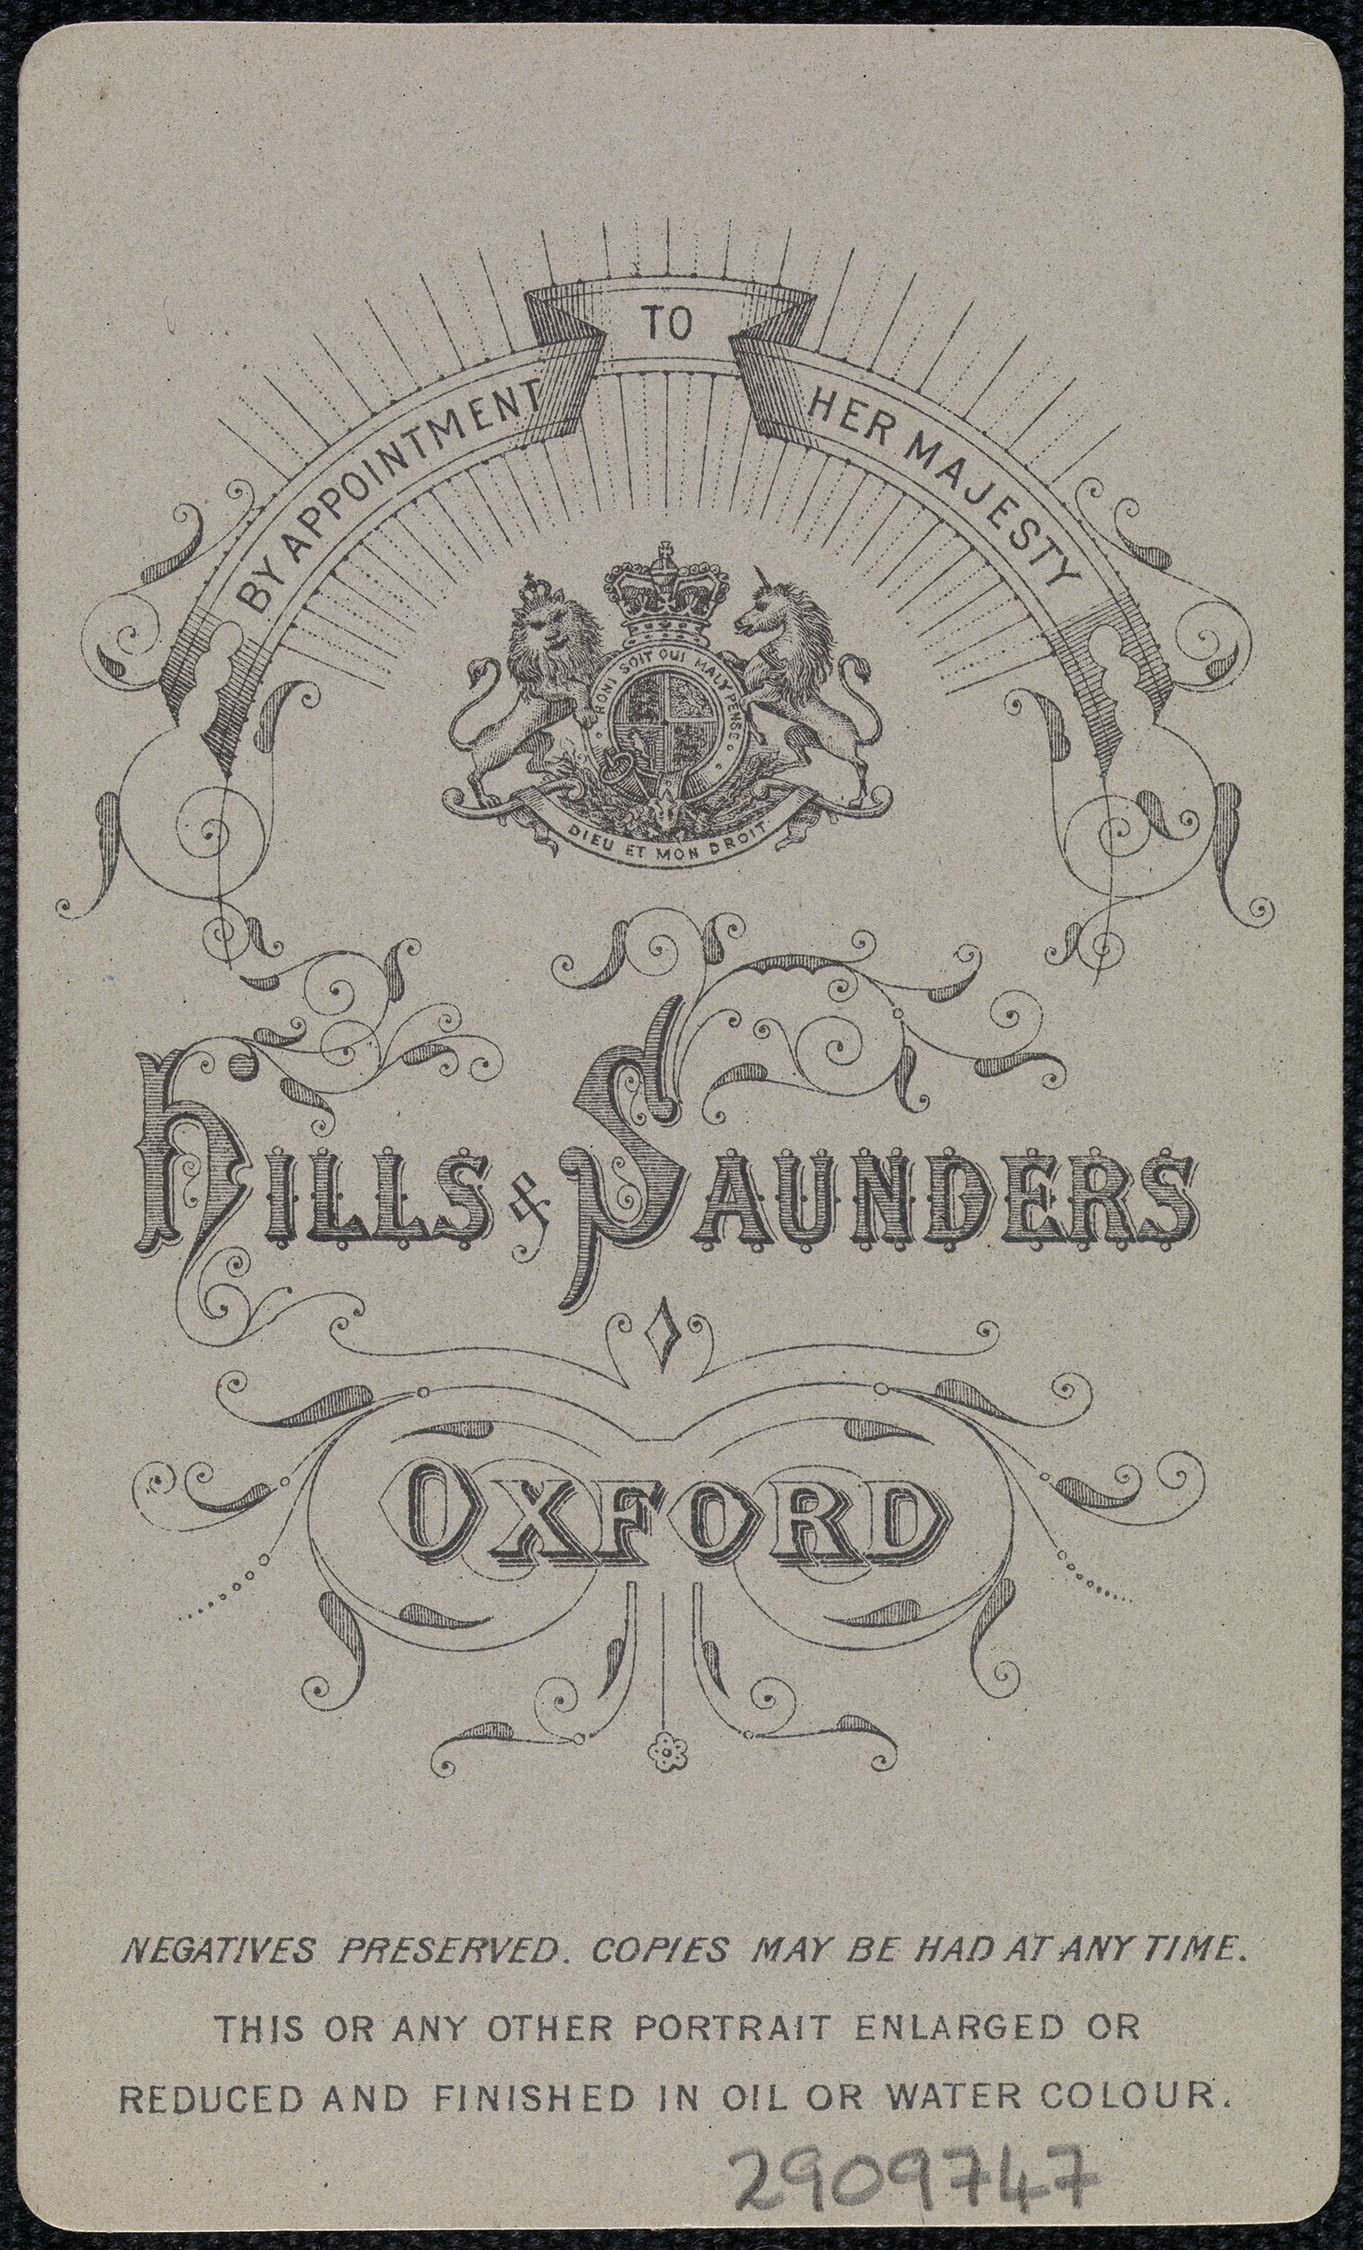 BY APPOINTMENT TO HER MAJESTY
HONI SOIT QUI MAL Y PENSE
DIEU ET MON DROIT
HILLS & SAUNDERS
OXFORD
NEGATIVES PRESERVED. COPIES MAY BE HAD AT ANY TIME.
THIS OR ANY OTHER PORTRAIT ENLARGED OR
REDUCED AND FINISHED IN OIL OR WATER COLOUR.
2909747